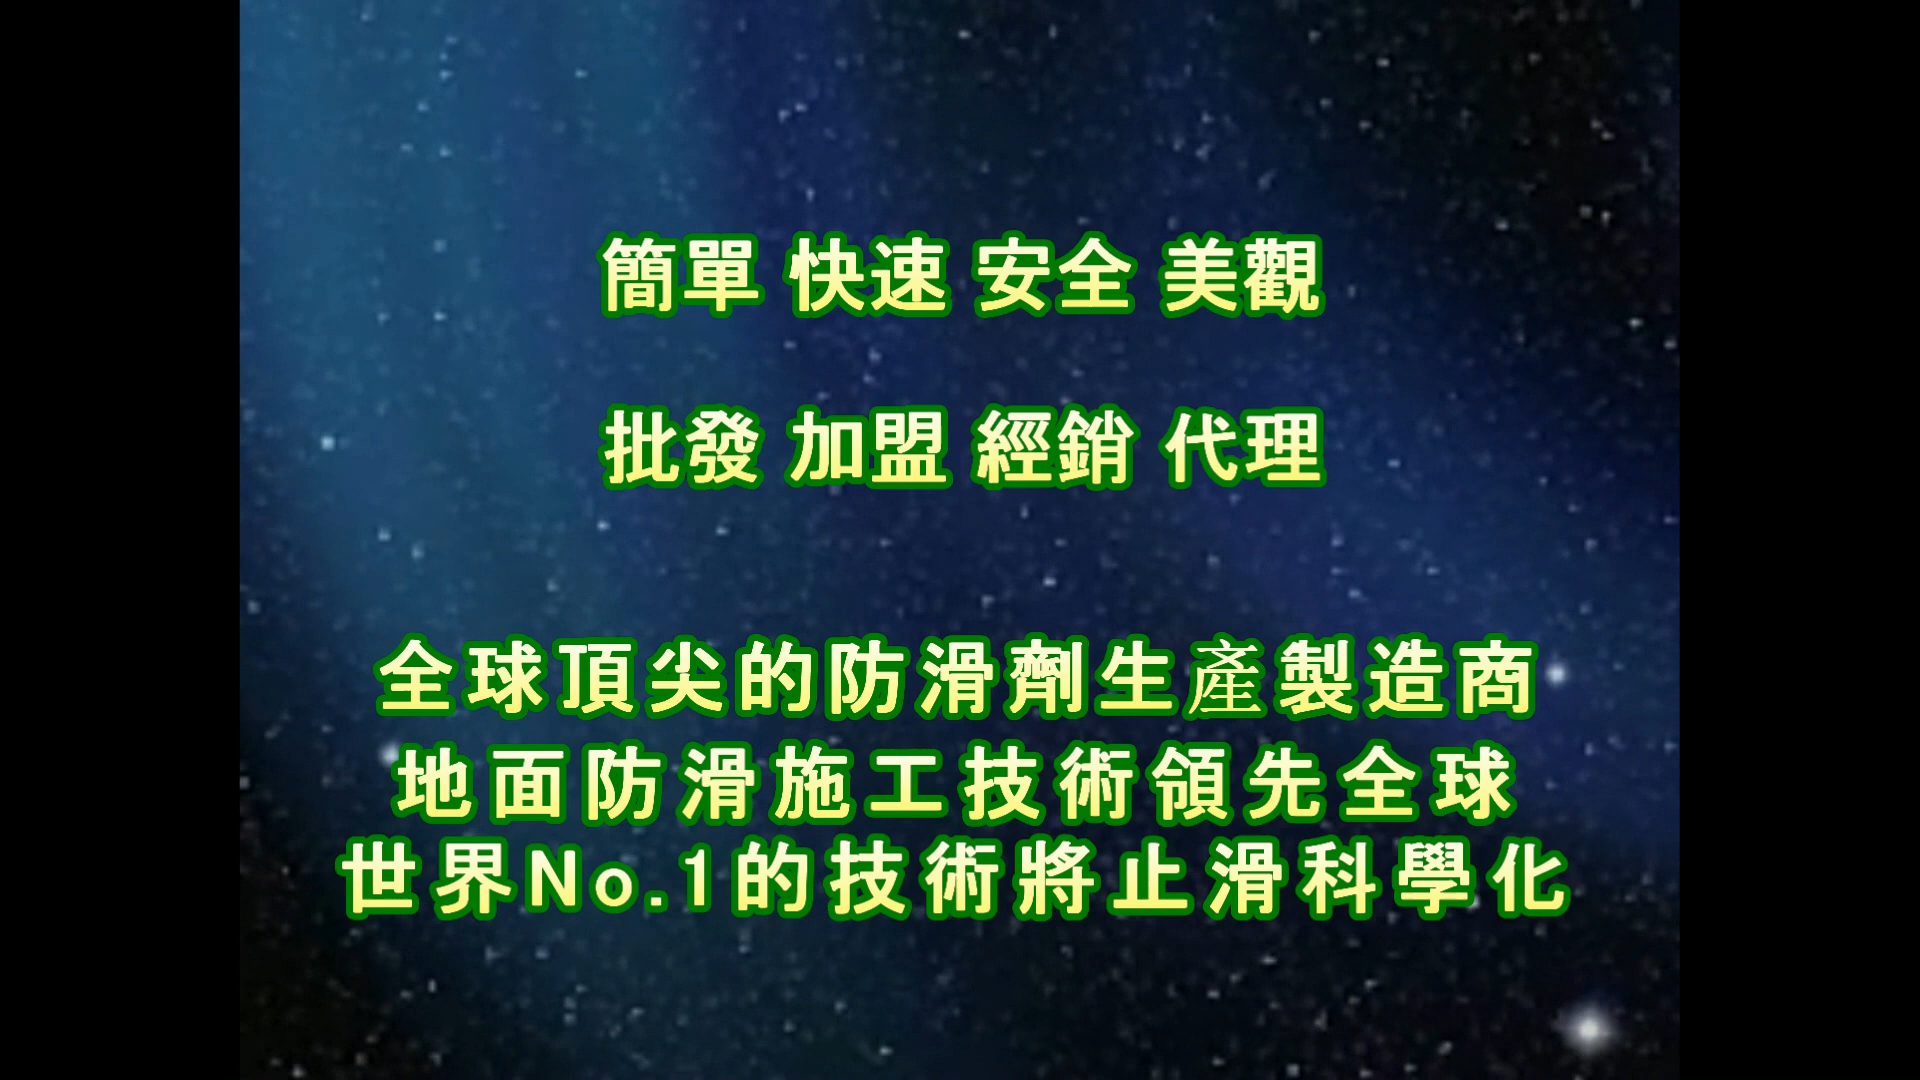 簡單 快速 安全 美觀
批發 加盟 經銷 代理
全球頂尖的防滑劑生產製造商
地面防滑施工技術領先全球
世界No.1的技術將止滑科學化